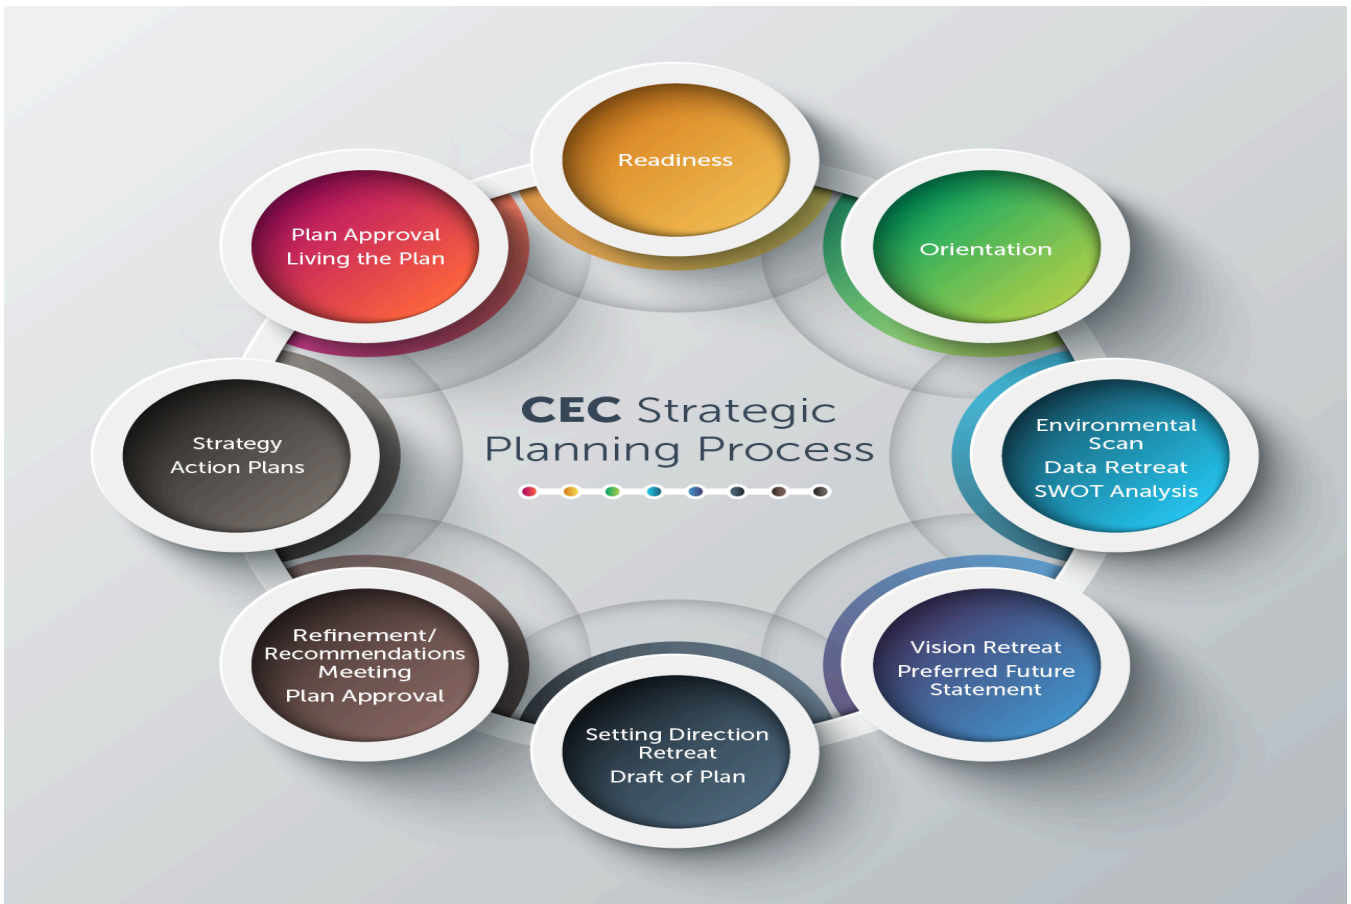 Readiness
Orientation
Environmental
Scan
Data Retreat
SWOT Analysis
Vision Retreat
Preferred Future
Statement
Setting Direction
Retreat
Draft of Plan
Refinement/
Recommendations
Meeting
Plan Approval
Strategy
Action Plans
Plan Approval
Living the Plan
CEC Strategic
Planning Process